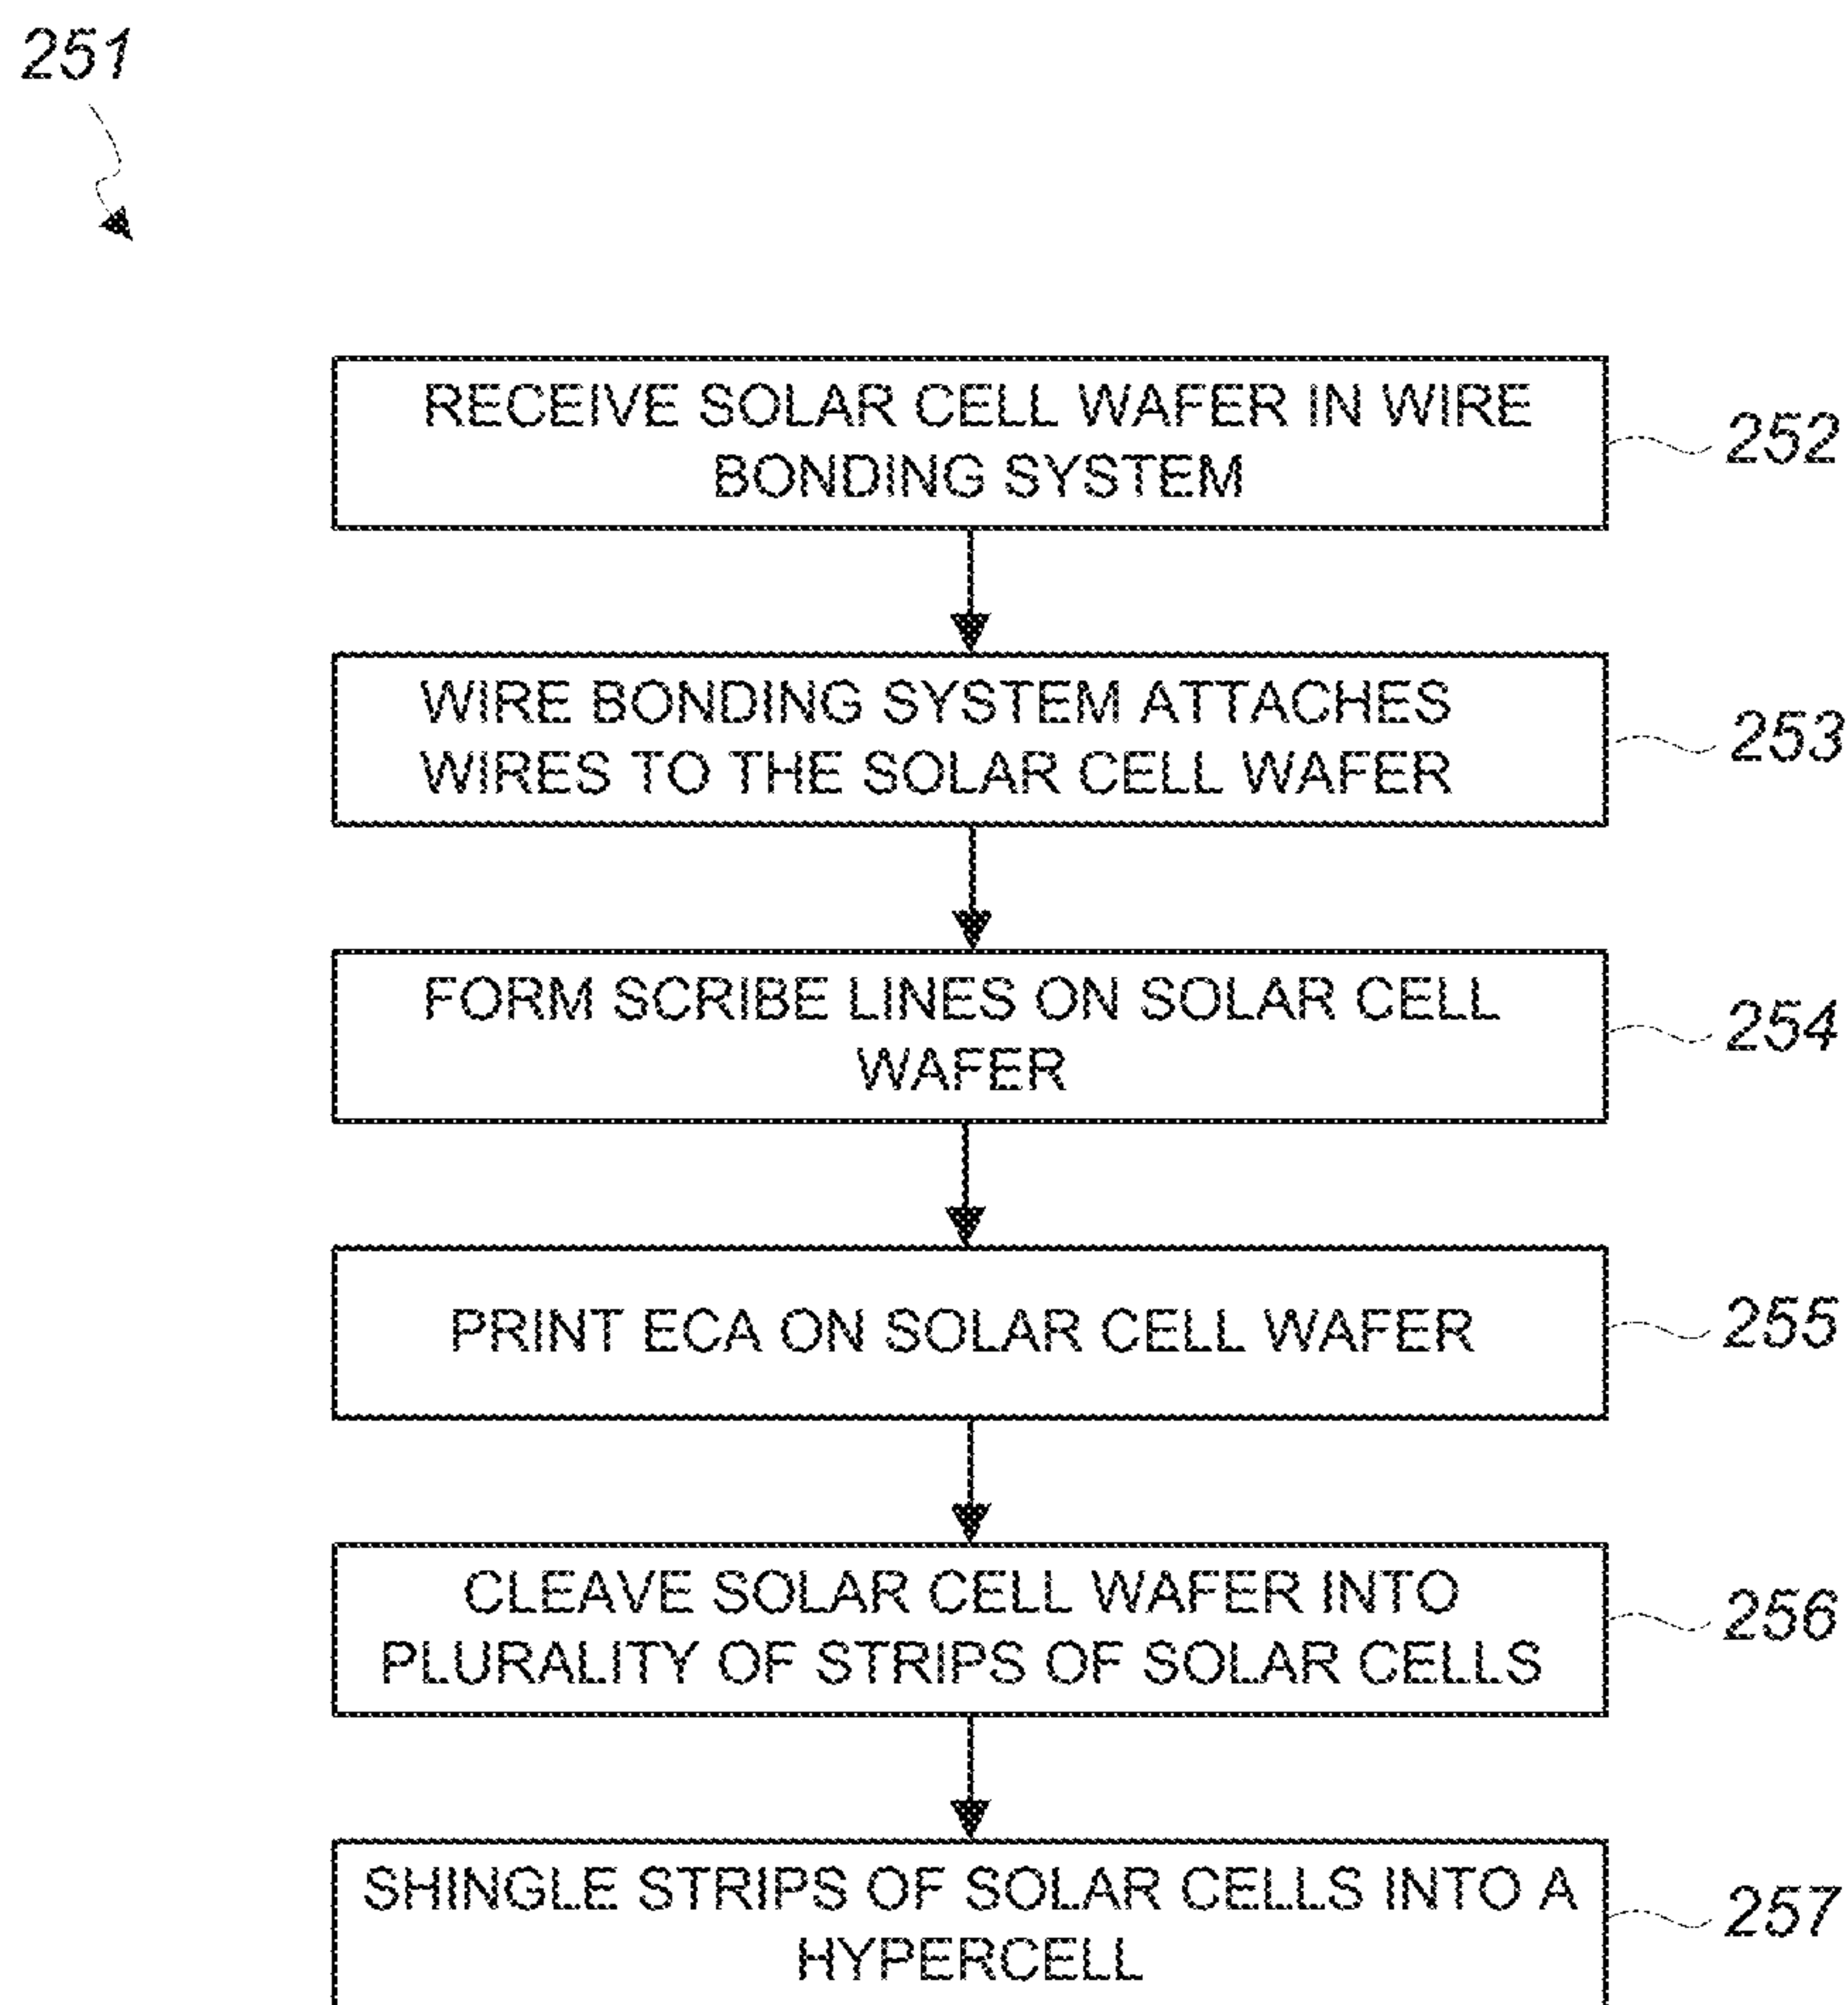 251
RECEIVE SOLAR CELL WAFER IN WIRE
BONDING SYSTEM
252
WIRE BONDING SYSTEM ATTACHES
WIRES TO THE SOLAR CELL WAFER
253
FORM SCRIBE LINES ON SOLAR CELL
WAFER
254
PRINT ECA ON SOLAR CELL WAFER
255
CLEAVE SOLAR CELL WAFER INTO
PLURALITY OF STRIPS OF SOLAR CELLS
256
SHINGLE STRIPS OF SOLAR CELLS INTO A
HYPERCELL
257